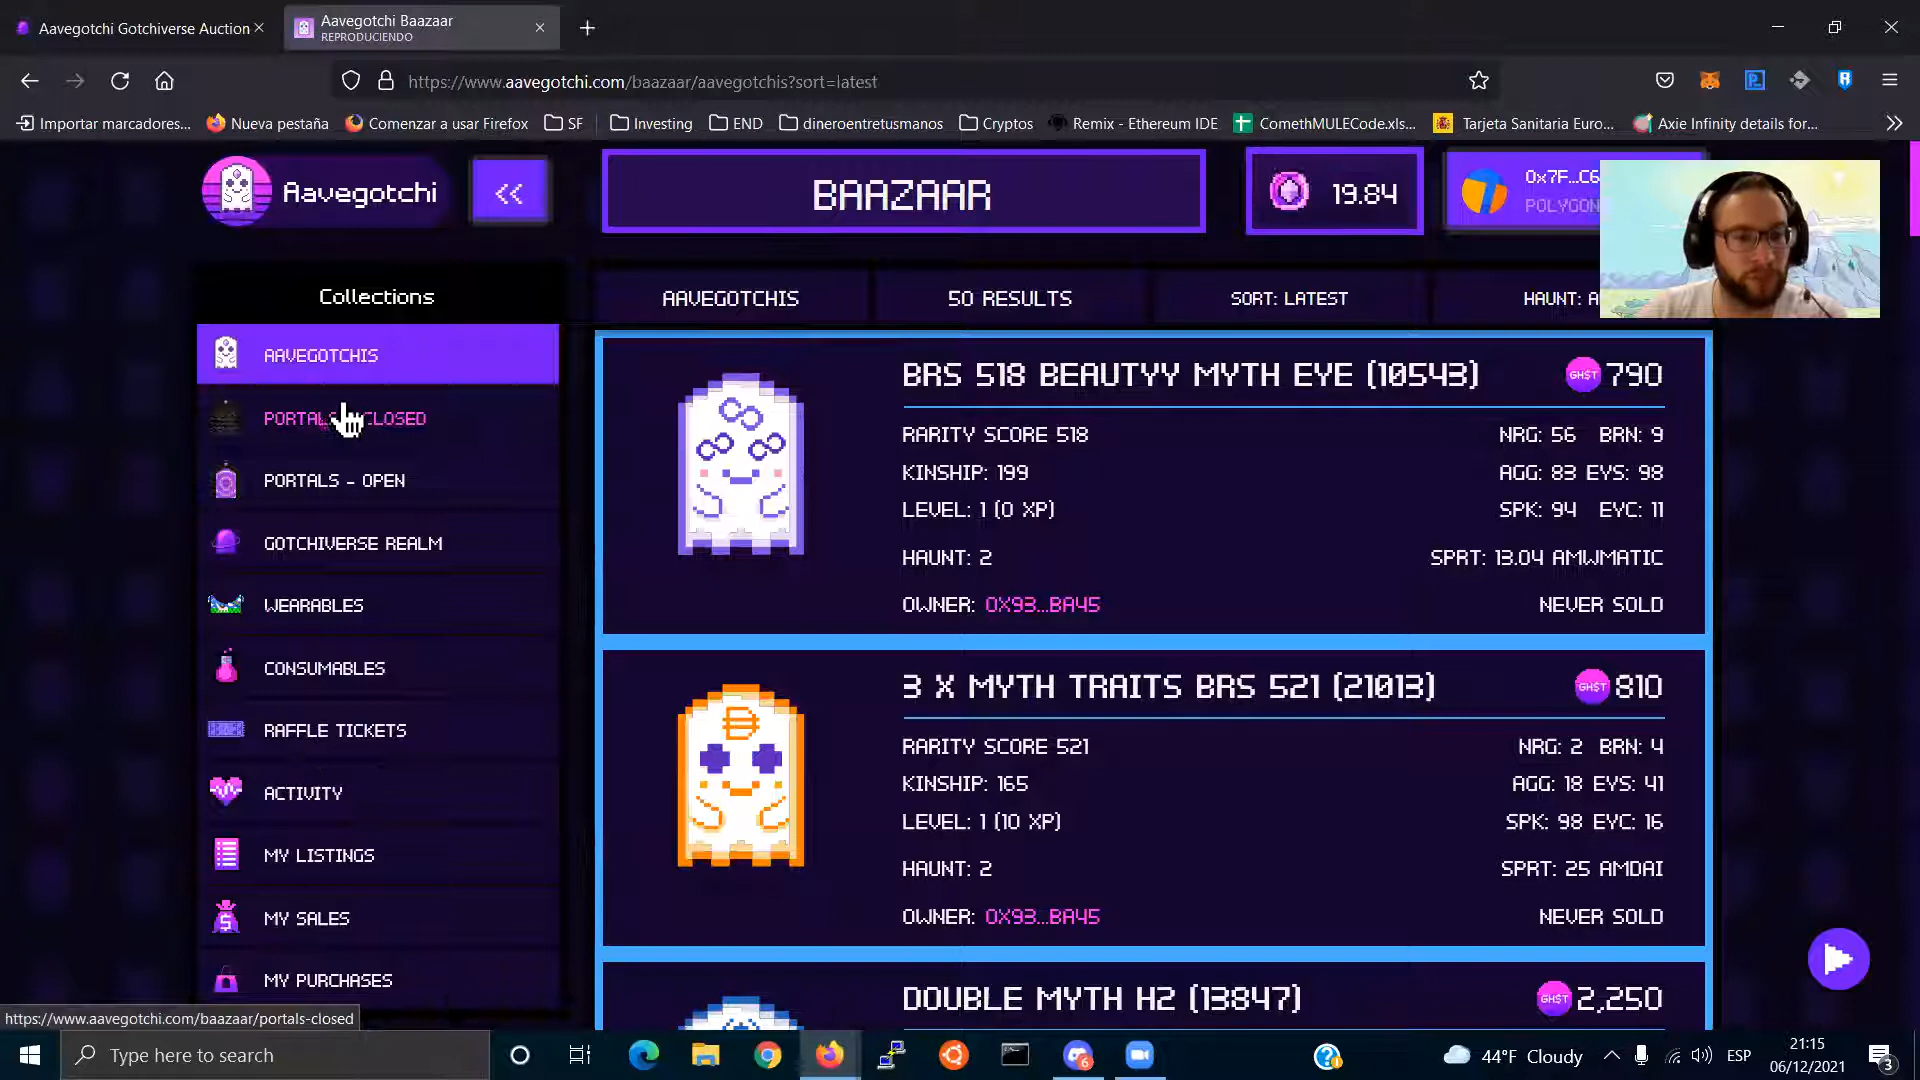 Aavegotchi Gotchiverse Auction
Aavegotchi Baazaar
REPRODUCIENDO
https://www.aavegotchi.com/baazaar/aavegotchis?sort=latest
Importar marcadores...
Nueva pestaña
Comenzar a usar Firefox
SF
Investing
END
dineroentretusmanos
Cryptos
Remix - Ethereum IDE
ComethMULECode.xls...
Tarjeta Sanitaria Euro...
Axie Infinity details for...
Aavegotchi
<<
BAAZAAR
19.84
0x7F...C6
POLYGON
Collections
AAVEGOTCHIS
50 RESULTS
SORT: LATEST
HAUNT: A
AAVEGOTCHIS
PORTALS CLOSED
PORTALS - OPEN
GOTCHIVERSE REALM
WEARABLES
CONSUMABLES
RAFFLE TICKETS
ACTIVITY
MY LISTINGS
MY SALES
MY PURCHASES
BRS 518 BEAUTYY MYTH EYE (10543)
GHST 790
RARITY SCORE 518
NRG: 56 BRN: 9
KINSHIP: 199
AGG: 83 EYS: 98
LEVEL: 1 (0 XP)
SPK: 94 EYC: 11
HAUNT: 2
SPRT: 13.04 AMWMATIC
OWNER: 0X93...BA45
NEVER SOLD
3 X MYTH TRAITS BRS 521 (21013)
GHST 810
RARITY SCORE 521
NRG: 2 BRN: 4
KINSHIP: 165
AGG: 18 EYS: 41
LEVEL: 1 (10 XP)
SPK: 98 EYC: 16
HAUNT: 2
SPRT: 25 AMDAI
OWNER: 0X93...BA45
NEVER SOLD
DOUBLE MYTH H2 (13847)
GHST 2,250
https://www.aavegotchi.com/baazaar/portals-closed
Type here to search
6
44°F Cloudy
ESP
21:15
06/12/2021
3